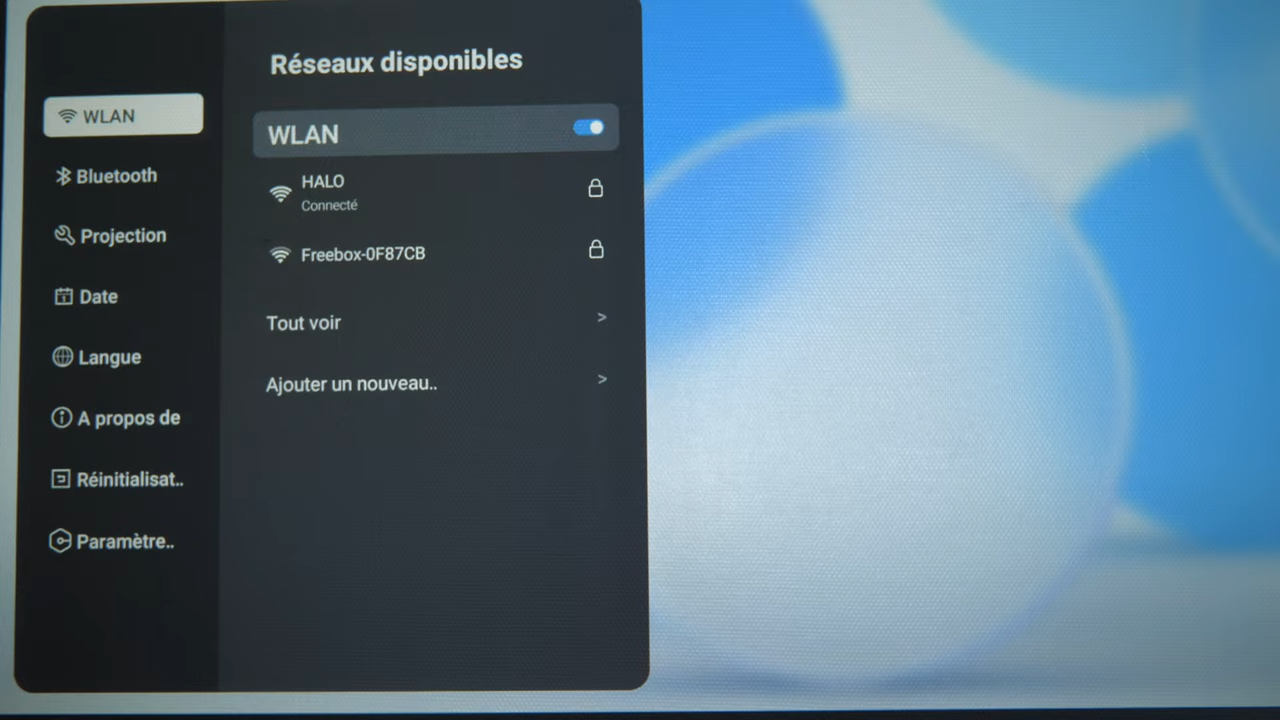 Réseaux disponibles
WLAN
WLAN
HALO
Connecté
Bluetooth
Projection
Freebox-0F87CB
Date
Tout voir
>
Langue
Ajouter un nouveau..
>
A propos de
Réinitialisat..
Paramètre..